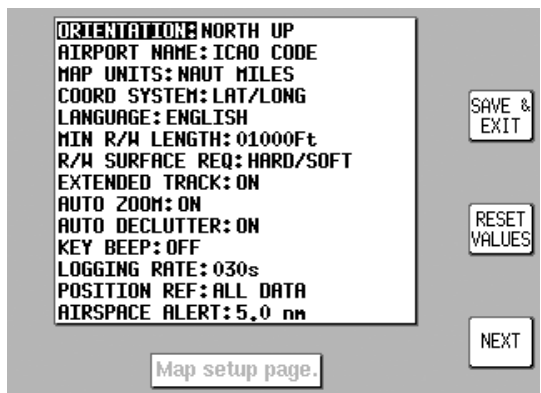 ORIENTATION: NORTH UP
AIRPORT NAME: ICAO CODE
MAP UNITS: NAUT MILES
COORD SYSTEM: LAT/LONG
LANGUAGE: ENGLISH
MIN R/W LENGTH: 01000Ft
R/W SURFACE REQ: HARD/SOFT
EXTENDED TRACK: ON
AUTO ZOOM: ON
AUTO DECLUTTER: ON
KEY BEEP: OFF
LOGGING RATE: 030s
POSITION REF: ALL DATA
AIRSPACE ALERT: 5.0 nm
SAVE &
EXIT
RESET
VALUES
NEXT
Map setup page.